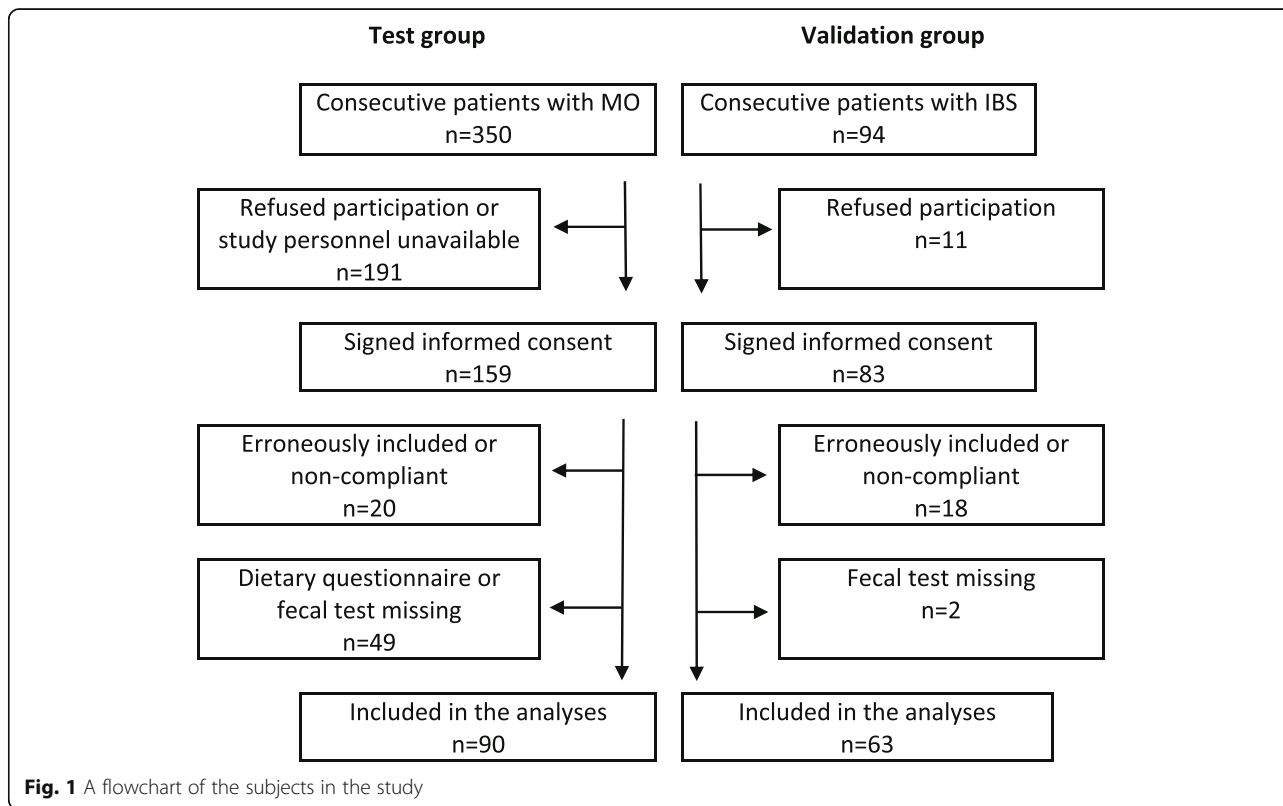 Test group
Validation group
Consecutive patients with MO
n=350
Consecutive patients with IBS
n=94
Refused participation or
study personnel unavailable
n=191
Refused participation
n=11
Signed informed consent
n=159
Signed informed consent
n=83
Erroneously included or
non-compliant
n=20
Erroneously included or
non-compliant
n=18
Dietary questionnaire or
fecal test missing
n=49
Fecal test missing
n=2
Included in the analyses
n=90
Included in the analyses
n=63
Fig. 1 A flowchart of the subjects in the study